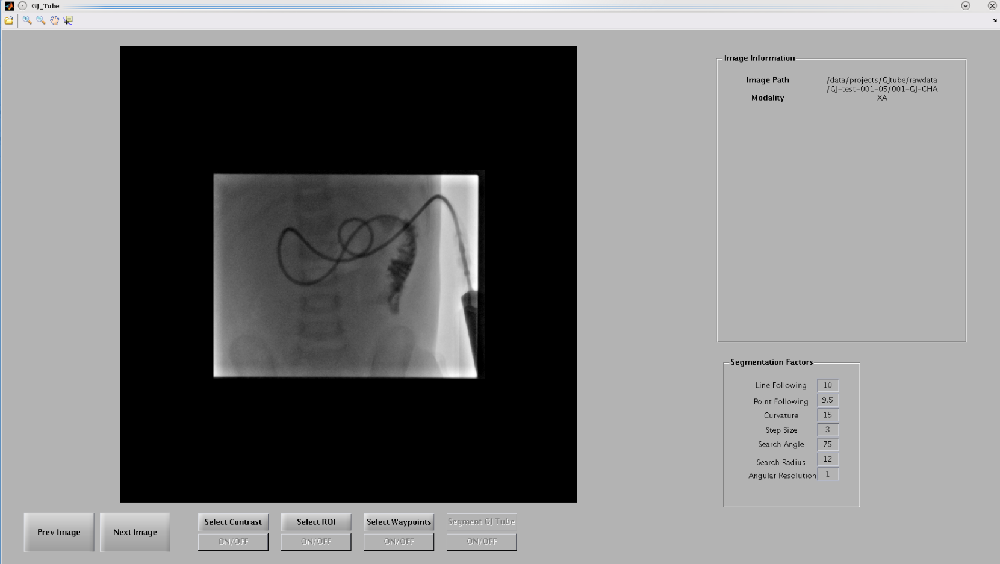 GJ_Tube
Image Information
Image Path
/data/projects/GJtube/rawdata
/GJ-test-001-05/001-GJ-CHA
Modality
XA
Segmentation Factors
Line Following 10
Point Following 9.5
Curvature 15
Step Size 3
Search Angle 75
Search Radius 12
Angular Resolution 1
Prev Image
Next Image
Select Contrast
Select ROI
Select Waypoints
Segment GJ Tube
ON/OFF
ON/OFF
ON/OFF
ON/OFF